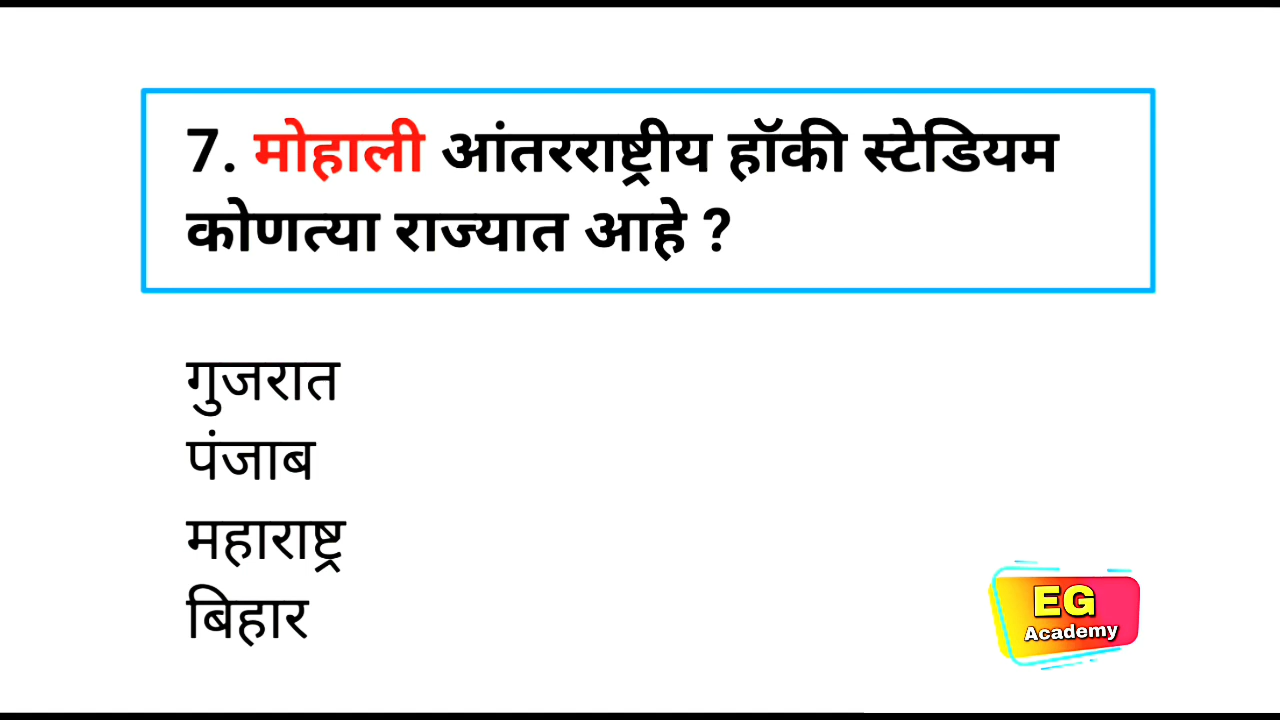 7. मोहाली आंतरराष्ट्रीय हॉकी स्टेडियम
कोणत्या राज्यात आहे ?
गुजरात
पंजाब
महाराष्ट्र
बिहार
EG
Academy